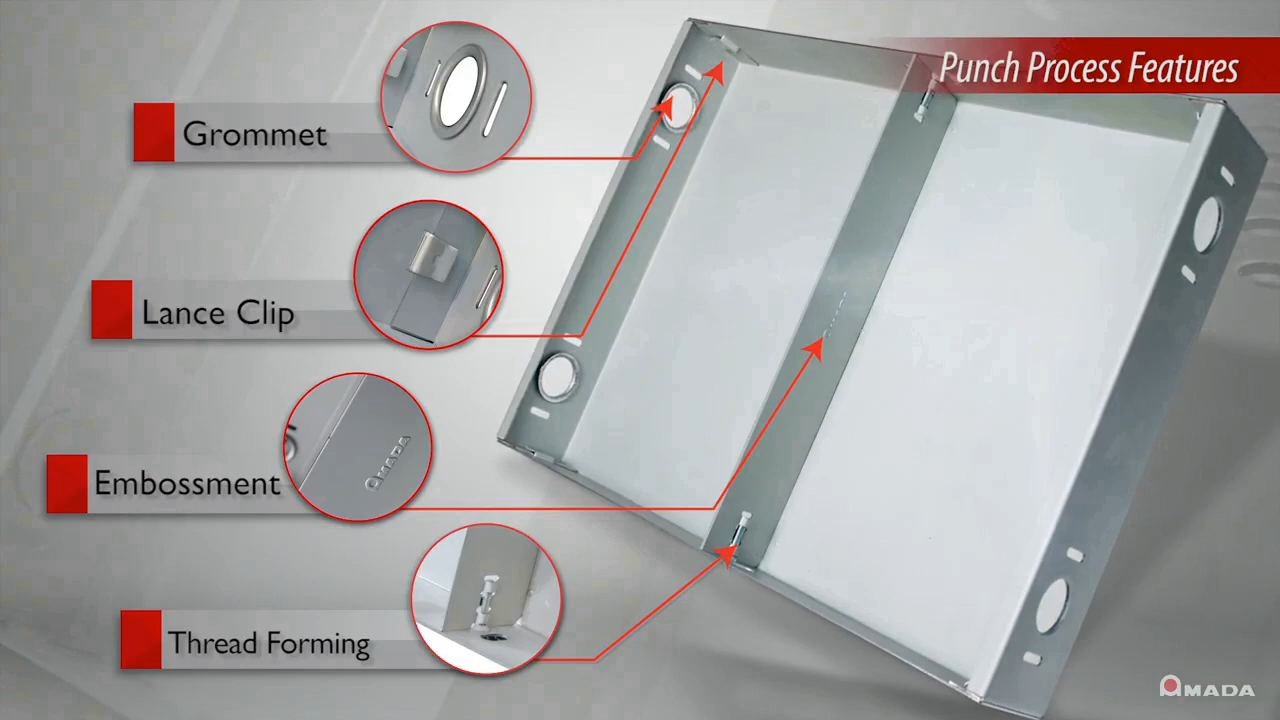 Punch Process Features
Grommet
Lance Clip
Embossment
AMADA
Thread Forming
AMADA